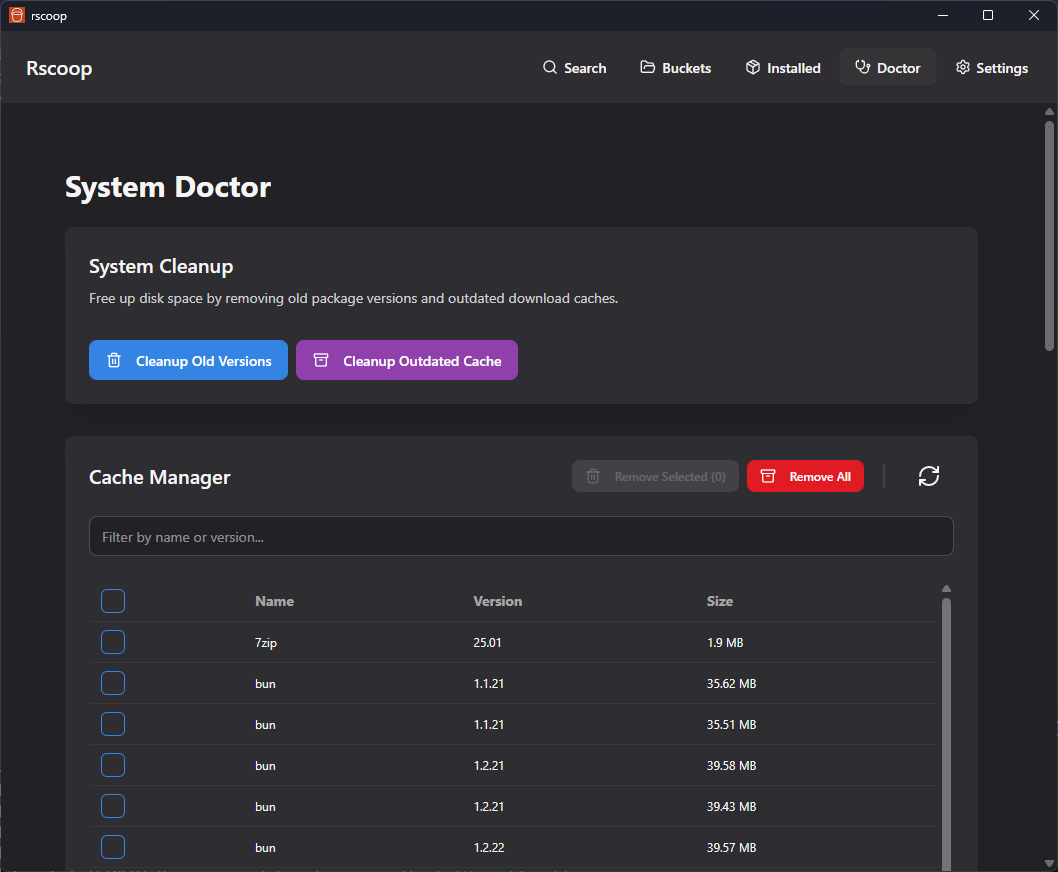 rscoop
Rscoop Search Buckets Installed Doctor Settings
System Doctor
System Cleanup
Free up disk space by removing old package versions and outdated download caches.
Cleanup Old Versions Cleanup Outdated Cache
Cache Manager Remove Selected (0) Remove All
Filter by name or version...
Name Version Size
7zip 25.01 1.9 MB
bun 1.1.21 35.62 MB
bun 1.1.21 35.51 MB
bun 1.2.21 39.58 MB
bun 1.2.21 39.43 MB
bun 1.2.22 39.57 MB